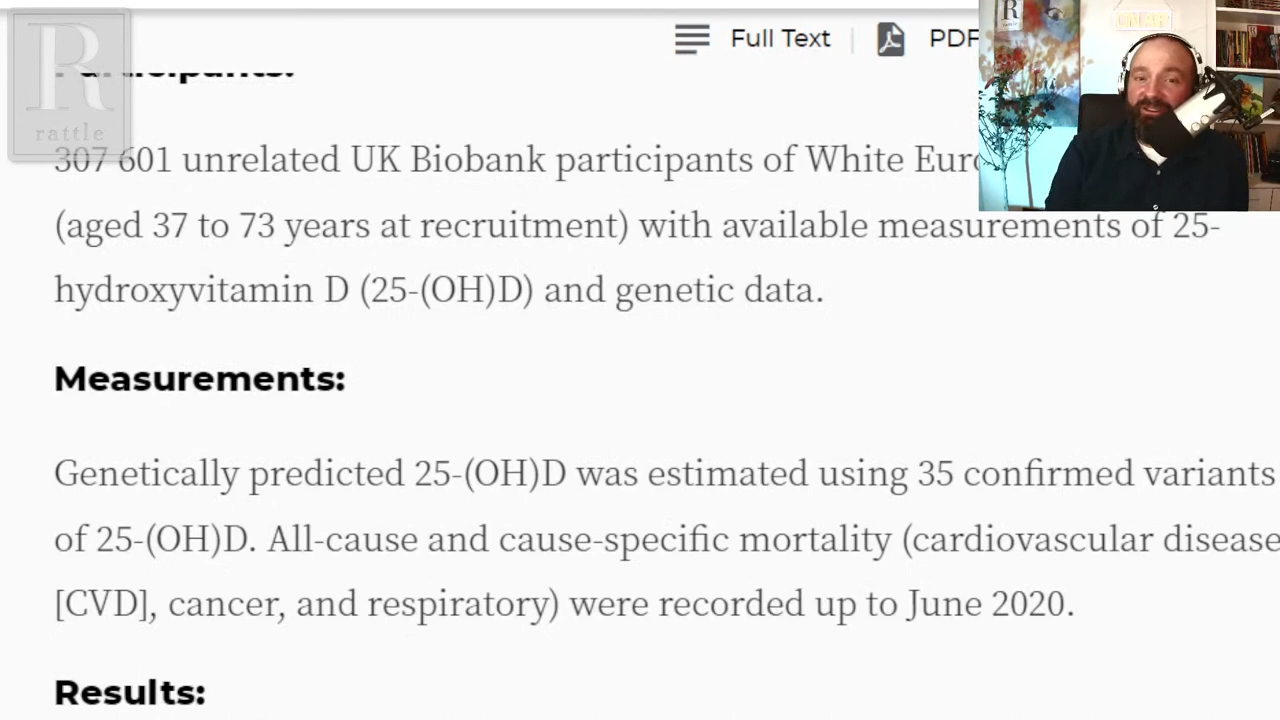 R
rattle
Full Text
PDF
Participants:
307 601 unrelated UK Biobank participants of White Euro
(aged 37 to 73 years at recruitment) with available measurements of 25-
hydroxyvitamin D (25-(OH)D) and genetic data.
Measurements:
Genetically predicted 25-(OH)D was estimated using 35 confirmed variants
of 25-(OH)D. All-cause and cause-specific mortality (cardiovascular disease
[CVD], cancer, and respiratory) were recorded up to June 2020.
Results:
R
ON AIR